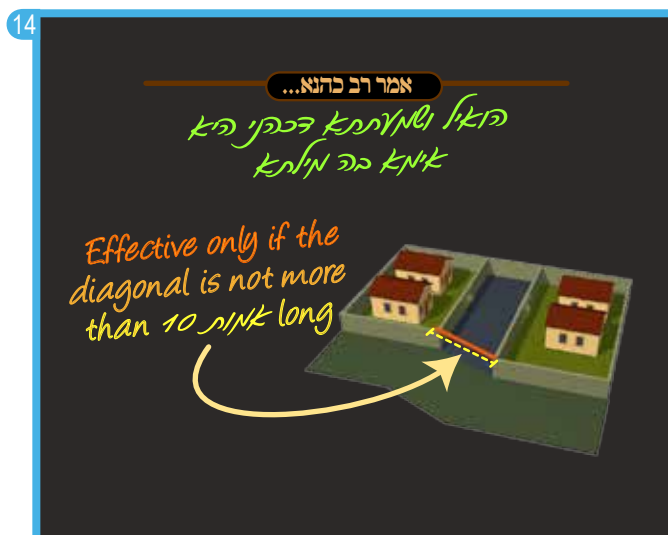 14
אמר רב כהנא...
הואיל ושמעתתא דכהני היא
אימא בה מילתא
Effective only if the
diagonal is not more
than 10 אמות long